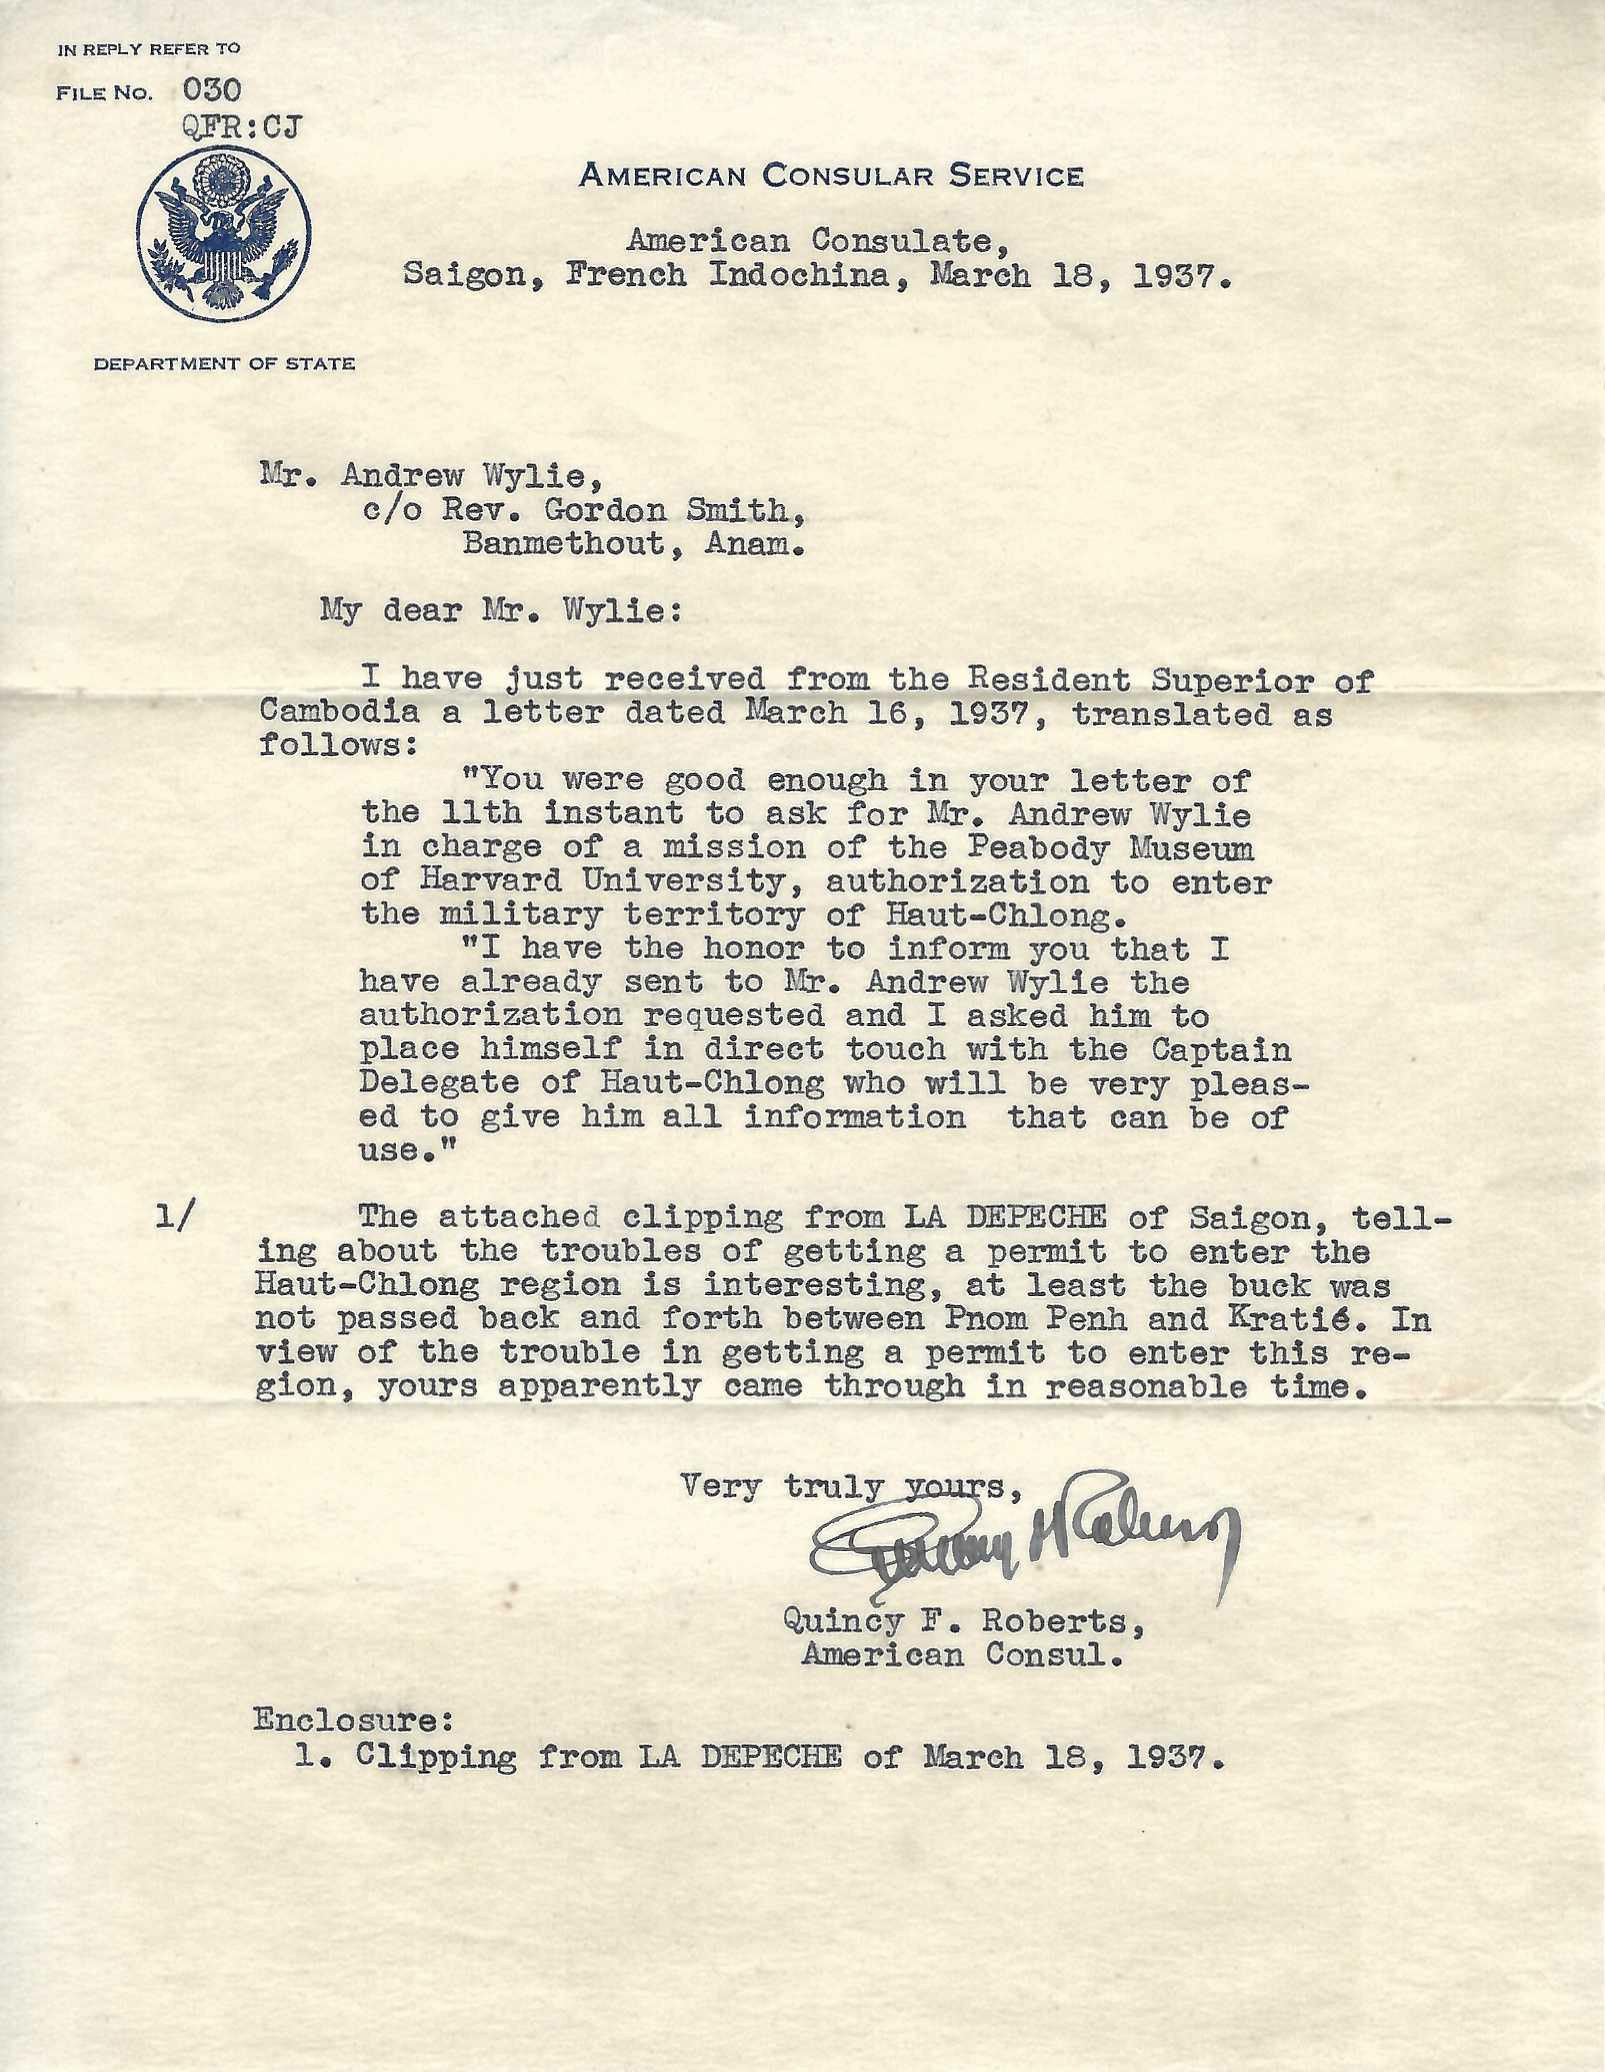 IN REPLY REFER TO
FILE NO. 030
QFR:CJ
AMERICAN CONSULAR SERVICE
American Consulate,
Saigon, French Indochina, March 18, 1937.
DEPARTMENT OF STATE
Mr. Andrew Wylie,
c/o Rev. Gordon Smith,
Banmethout, Anam.
My dear Mr. Wylie:
I have just received from the Resident Superior of
Cambodia a letter dated March 16, 1937, translated as
follows:
"You were good enough in your letter of
the 11th instant to ask for Mr. Andrew Wylie
in charge of a mission of the Peabody Museum
of Harvard University, authorization to enter
the military territory of Haut-Chlong.
"I have the honor to inform you that I
have already sent to Mr. Andrew Wylie the
authorization requested and I asked him to
place himself in direct touch with the Captain
Delegate of Haut-Chlong who will be very pleas-
ed to give him all information that can be of
use."
1/ The attached clipping from LA DEPECHE of Saigon, tell-
ing about the troubles of getting a permit to enter the
Haut-Chlong region is interesting, at least the buck was
not passed back and forth between Pnom Penh and Kratié. In
view of the trouble in getting a permit to enter this re-
gion, yours apparently came through in reasonable time.
Very truly yours,
Quincy F. Roberts
Quincy F. Roberts,
American Consul.
Enclosure:
1. Clipping from LA DEPECHE of March 18, 1937.